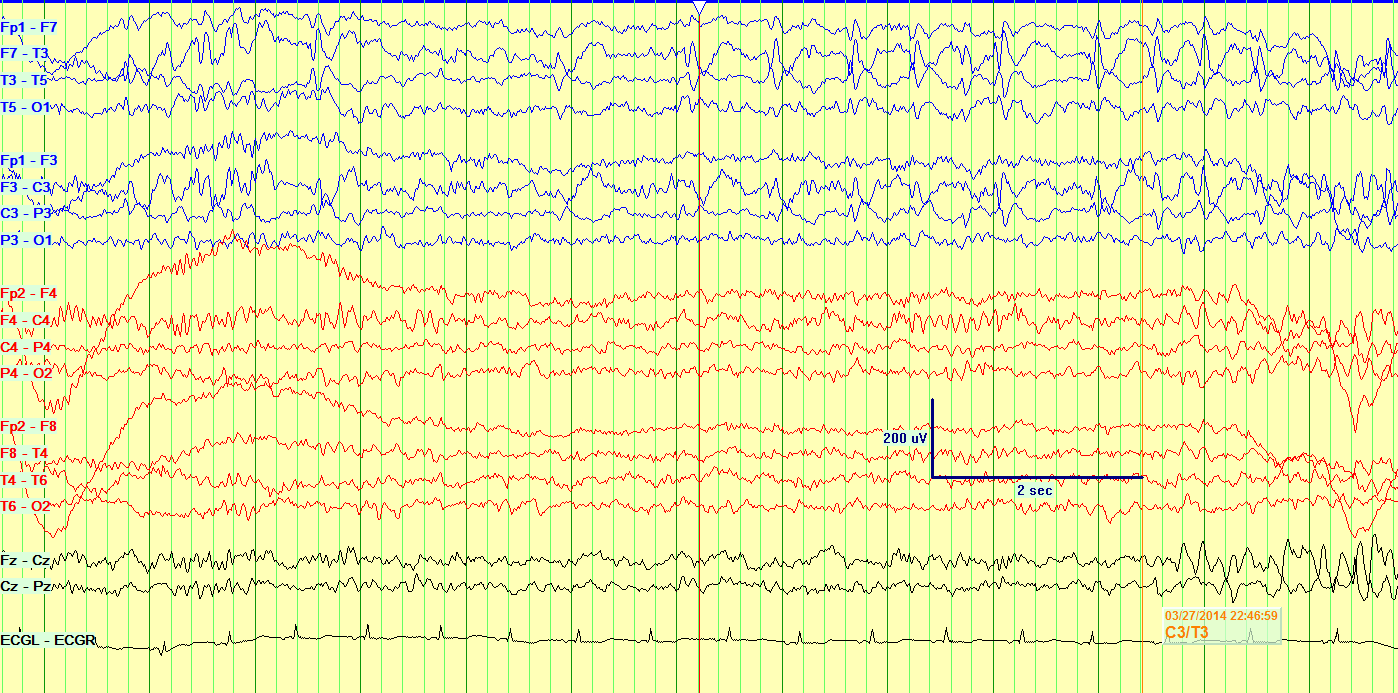 Fp1 - F7
F7 - T3
T3 - T5
T5 - O1
Fp1 - F3
F3 - C3
C3 - P3
P3 - O1
Fp2 - F4
F4 - C4
C4 - P4
P4 - O2
Fp2 - F8
F8 - T4
T4 - T6
T6 - O2
Fz - Cz
Cz - Pz
ECGL - ECGR
200 uV
2 sec
03/27/2014 22:46:59
C3/T3